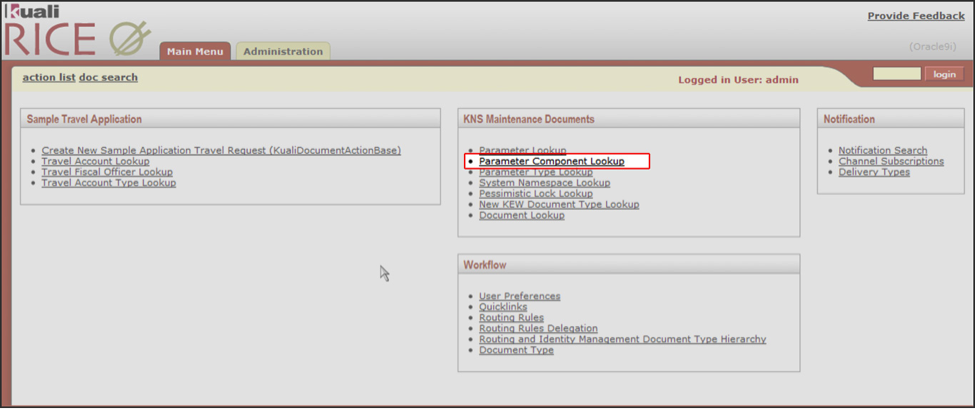 Kuali
RICE
Provide Feedback
Main Menu
Administration
(Oracle9i)
action list doc search
Logged in User: admin
login
Sample Travel Application
Create New Sample Application Travel Request (KualiDocumentActionBase)
Travel Account Lookup
Travel Fiscal Officer Lookup
Travel Account Type Lookup
KNS Maintenance Documents
Parameter Lookup
Parameter Component Lookup
Parameter Type Lookup
System Namespace Lookup
Pessimistic Lock Lookup
New KEW Document Type Lookup
Document Lookup
Notification
Notification Search
Channel Subscriptions
Delivery Types
Workflow
User Preferences
Quicklinks
Routing Rules
Routing Rules Delegation
Routing and Identity Management Document Type Hierarchy
Document Type